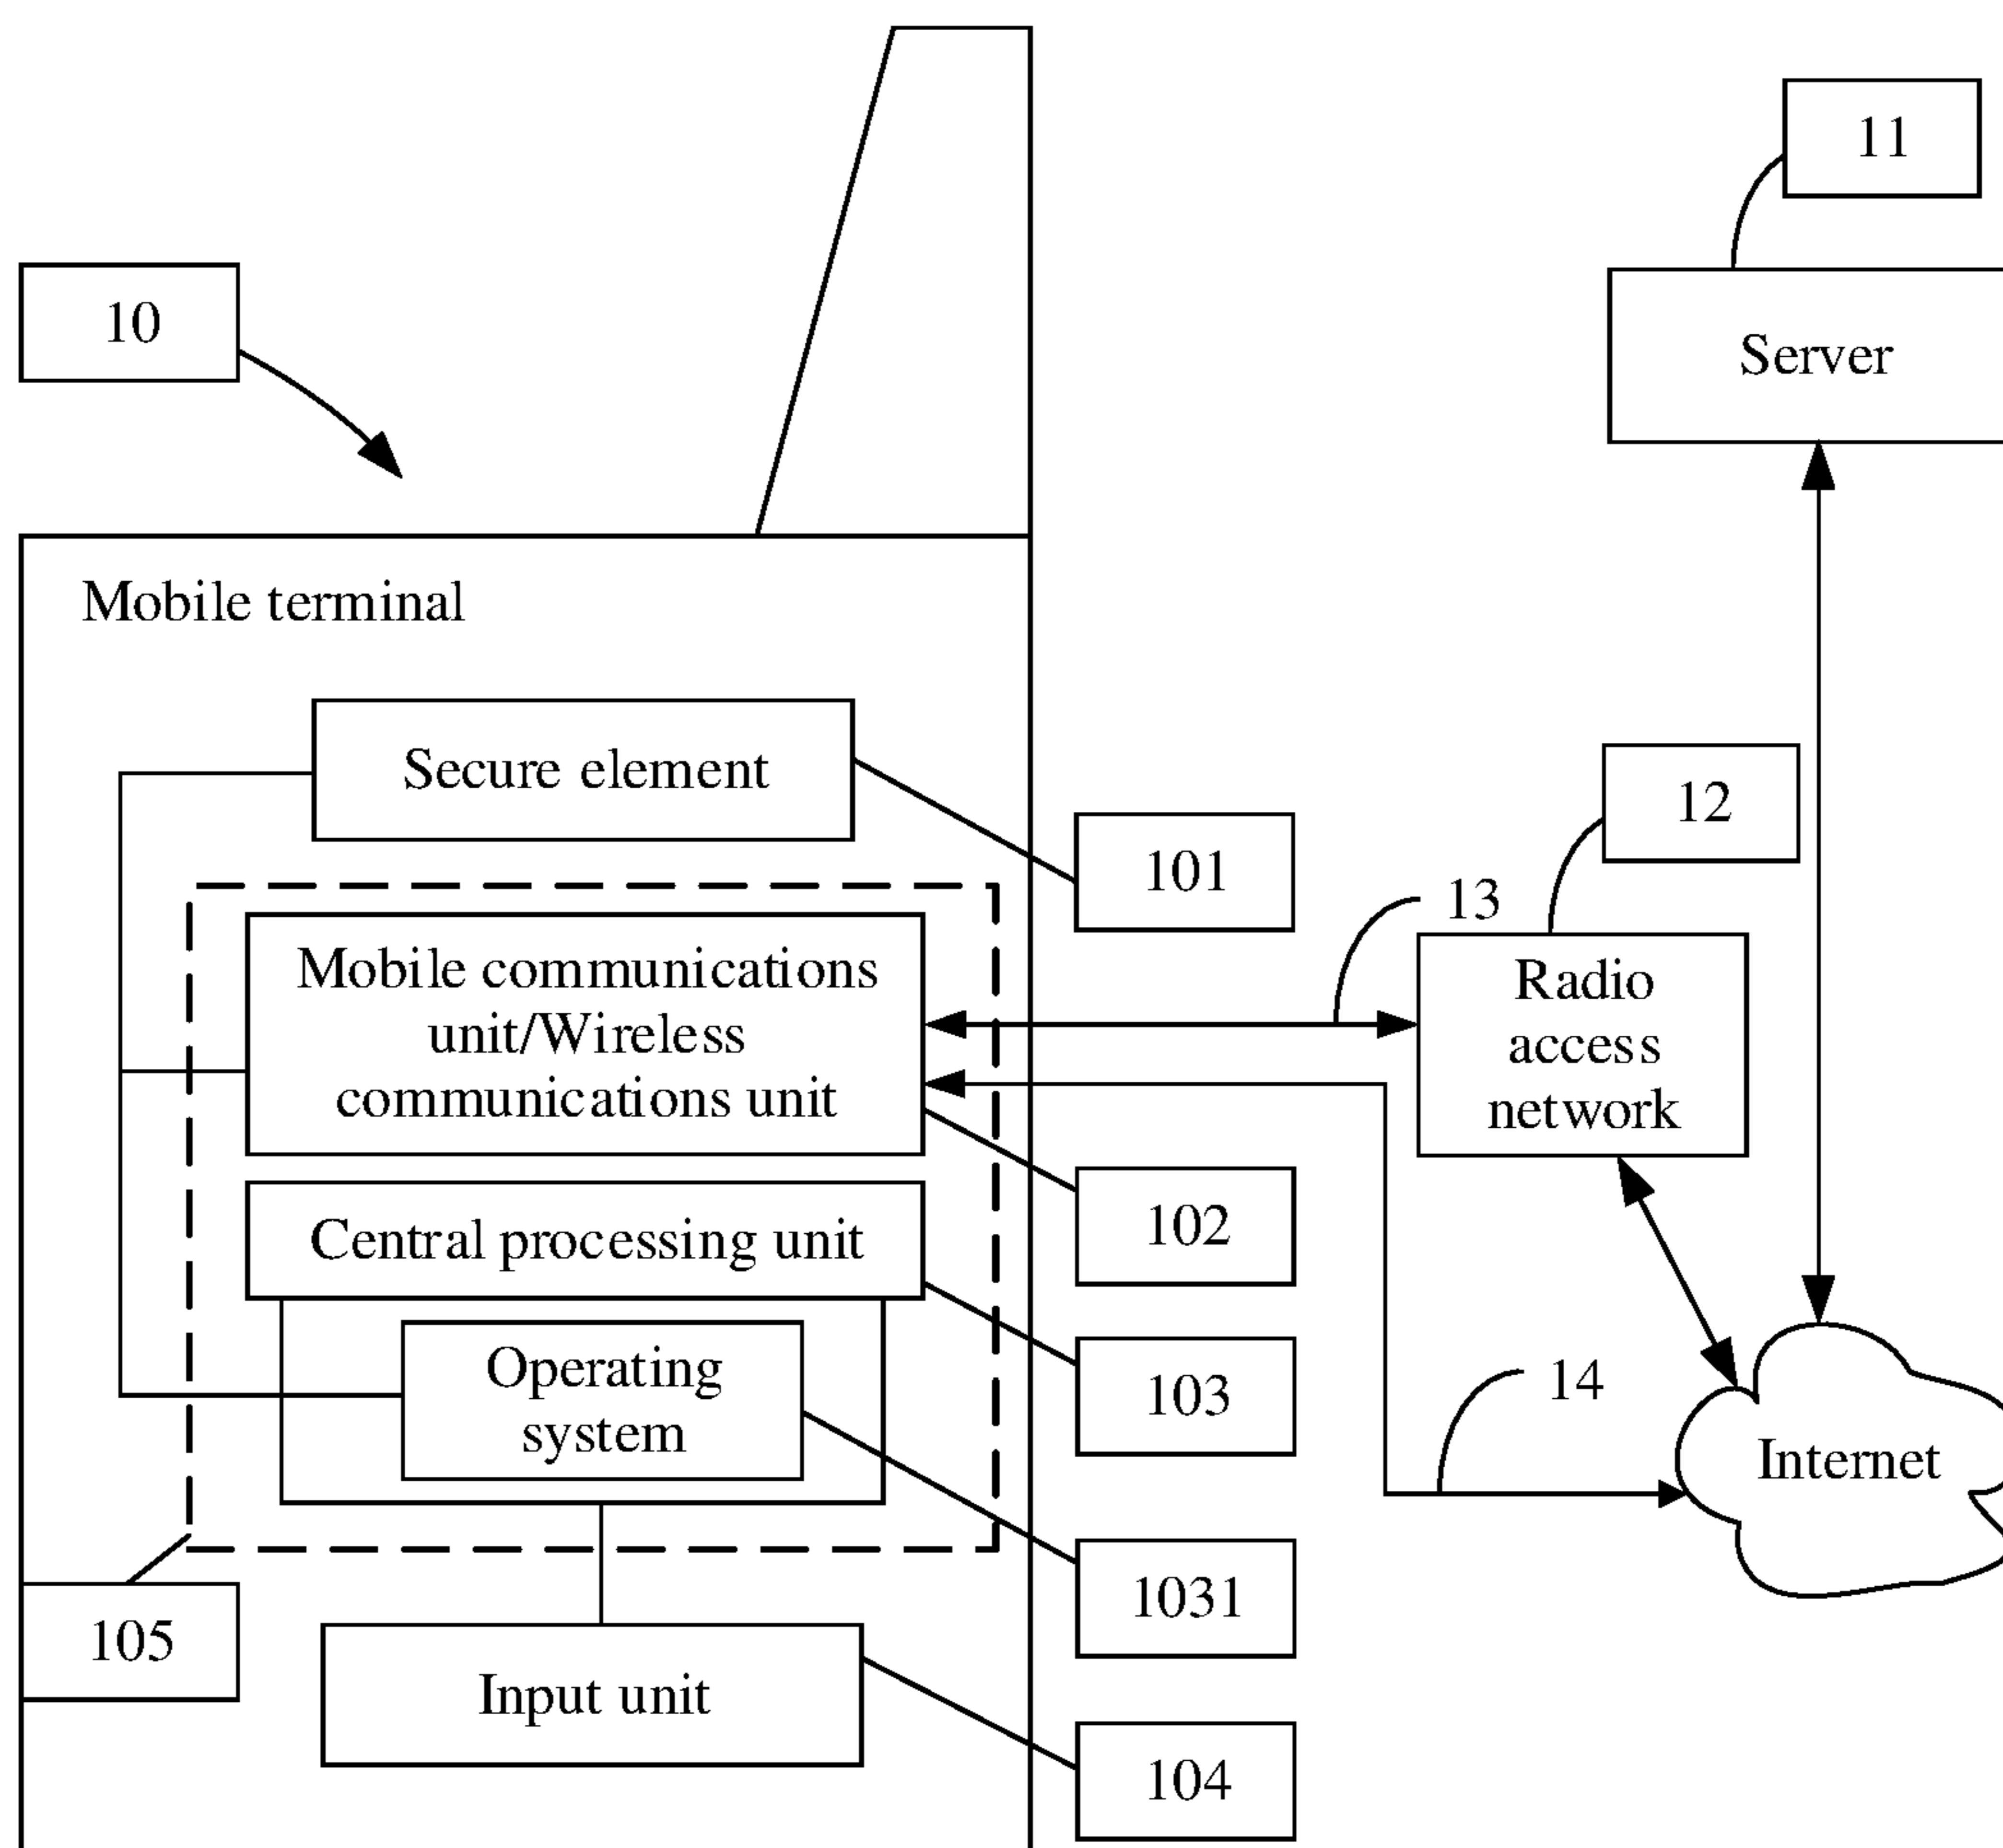 11
10
Server
Mobile terminal
Secure element
12
101
13
Mobile communications
unit/Wireless
communications unit
Radio
access
network
102
Central processing unit
Operating
system
103
14
Internet
1031
105
Input unit
104